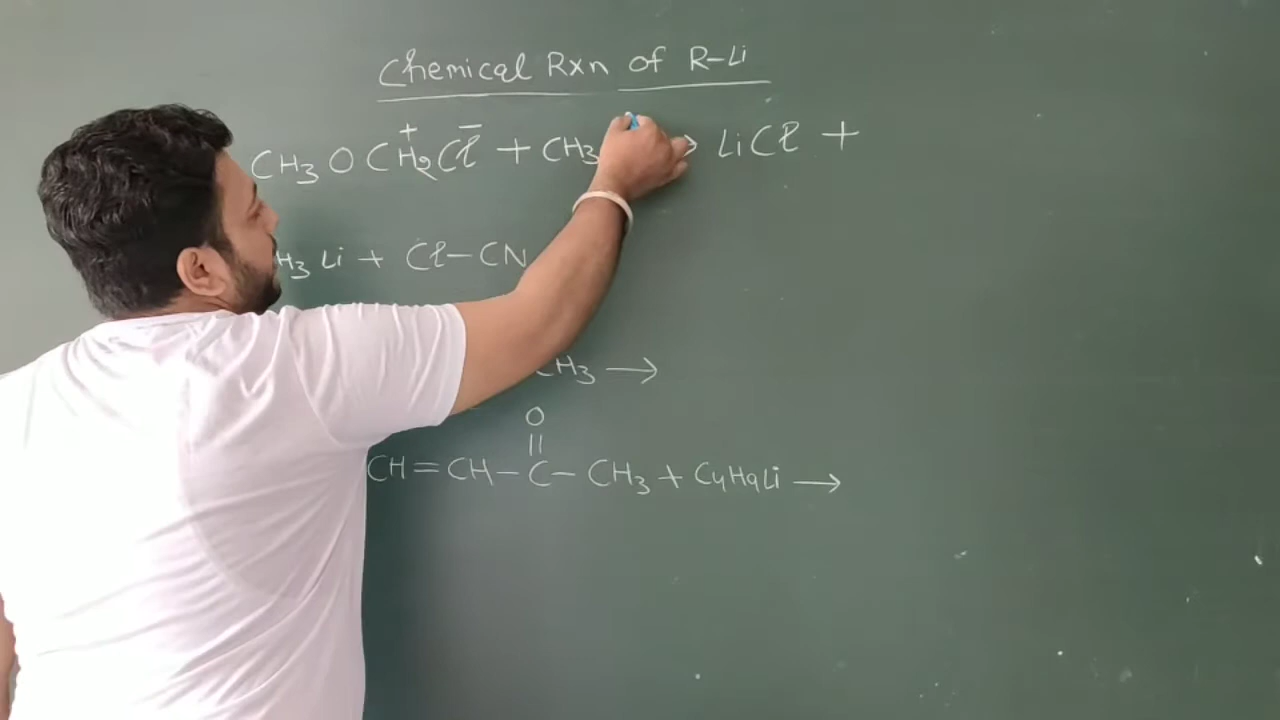 Chemical Rxn of R-Li
+ −
CH3OCH2Cl + CH3 → LiCl +
H3Li + Cl-CN
CH3 →
O
||
CH=CH-C-CH3 + C4H9Li →